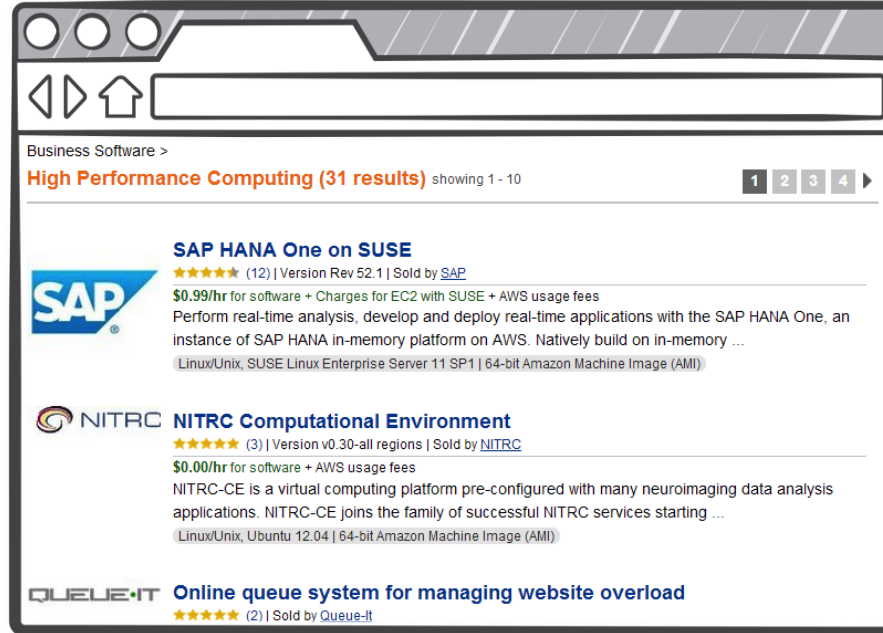 Business Software >
High Performance Computing (31 results) showing 1 - 10
1 2 3 4
SAP HANA One on SUSE
(12) | Version Rev 52.1 | Sold by SAP
SAP
$0.99/hr for software + Charges for EC2 with SUSE + AWS usage fees
Perform real-time analysis, develop and deploy real-time applications with the SAP HANA One, an
instance of SAP HANA in-memory platform on AWS. Natively build on in-memory ...
Linux/Unix, SUSE Linux Enterprise Server 11 SP1 | 64-bit Amazon Machine Image (AMI)
NITRC
NITRC Computational Environment
(3) | Version v0.30-all regions | Sold by NITRC
$0.00/hr for software + AWS usage fees
NITRC-CE is a virtual computing platform pre-configured with many neuroimaging data analysis
applications. NITRC-CE joins the family of successful NITRC services starting ...
Linux/Unix, Ubuntu 12.04 | 64-bit Amazon Machine Image (AMI)
QUEUE-IT
Online queue system for managing website overload
(2) | Sold by Queue-It